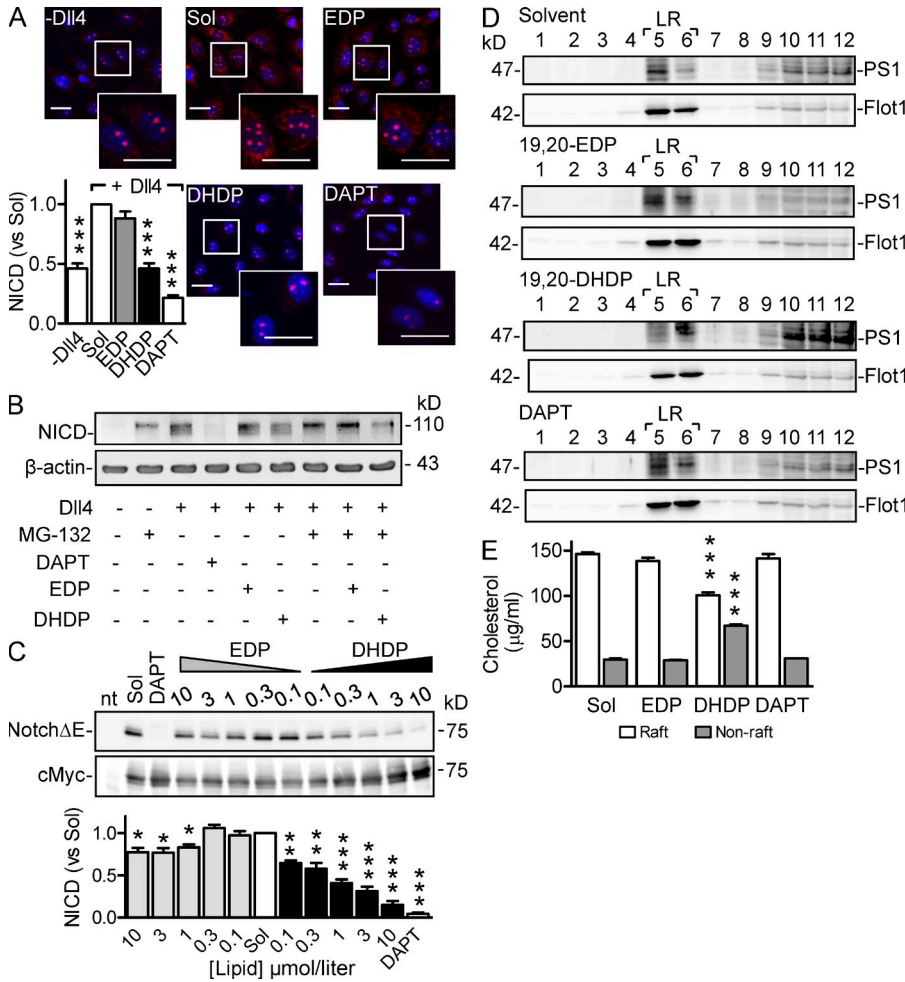 A
-Dll4
Sol
EDP
+ Dll4
NICD (vs Sol)
1.0
0.5
0.0
***
***
***
-Dll4
Sol
EDP
DHDP
DAPT
DHDP
DAPT
B
kD
NICD-
-110
β-actin-
- 43
Dll4 - - + + + + + + +
MG-132 - + - - - - + + +
DAPT - - - + - - - - -
EDP - - - - + - - + -
DHDP - - - - - + - - +
C
EDP
DHDP
nt Sol DAPT 10 3 1 0.3 0.1 0.1 0.3 1 3 10
kD
NotchΔE-
-75
cMyc-
-75
NICD (vs Sol)
1.0
0.5
0.0
* * * ** ** *** *** *** ***
10 3 1 0.3 0.1 Sol 0.1 0.3 1 3 10 DAPT
[Lipid] µmol/liter
D
Solvent
LR
kD 1 2 3 4 5 6 7 8 9 10 11 12
47- -PS1
42- -Flot1
19,20-EDP
LR
1 2 3 4 5 6 7 8 9 10 11 12
47- -PS1
42- -Flot1
19,20-DHDP
LR
1 2 3 4 5 6 7 8 9 10 11 12
47- -PS1
42- -Flot1
DAPT
LR
1 2 3 4 5 6 7 8 9 10 11 12
47- -PS1
42- -Flot1
E
Cholesterol
(µg/ml)
150
100
50
0
***
***
Sol EDP DHDP DAPT
Raft Non-raft